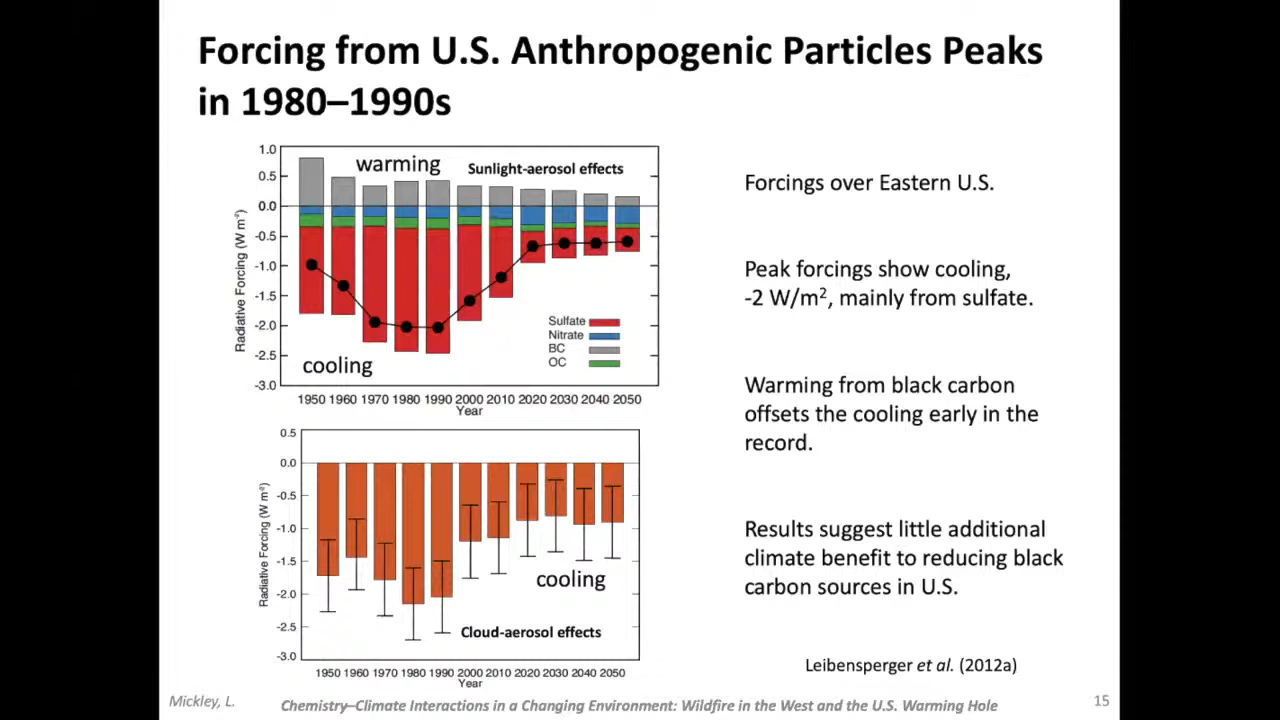 Forcing from U.S. Anthropogenic Particles Peaks
in 1980–1990s
1.0
0.5
0.0
-0.5
-1.0
-1.5
-2.0
-2.5
-3.0
Radiative Forcing (W m²)
warming
Sunlight-aerosol effects
cooling
Sulfate
Nitrate
BC
OC
1950 1960 1970 1980 1990 2000 2010 2020 2030 2040 2050
Year
0.5
0.0
-0.5
-1.0
-1.5
-2.0
-2.5
-3.0
Radiative Forcing (W m²)
cooling
Cloud-aerosol effects
1950 1960 1970 1980 1990 2000 2010 2020 2030 2040 2050
Year
Forcings over Eastern U.S.
Peak forcings show cooling,
-2 W/m², mainly from sulfate.
Warming from black carbon
offsets the cooling early in the
record.
Results suggest little additional
climate benefit to reducing black
carbon sources in U.S.
Leibensperger et al. (2012a)
Mickley, L.
Chemistry–Climate Interactions in a Changing Environment: Wildfire in the West and the U.S. Warming Hole
15